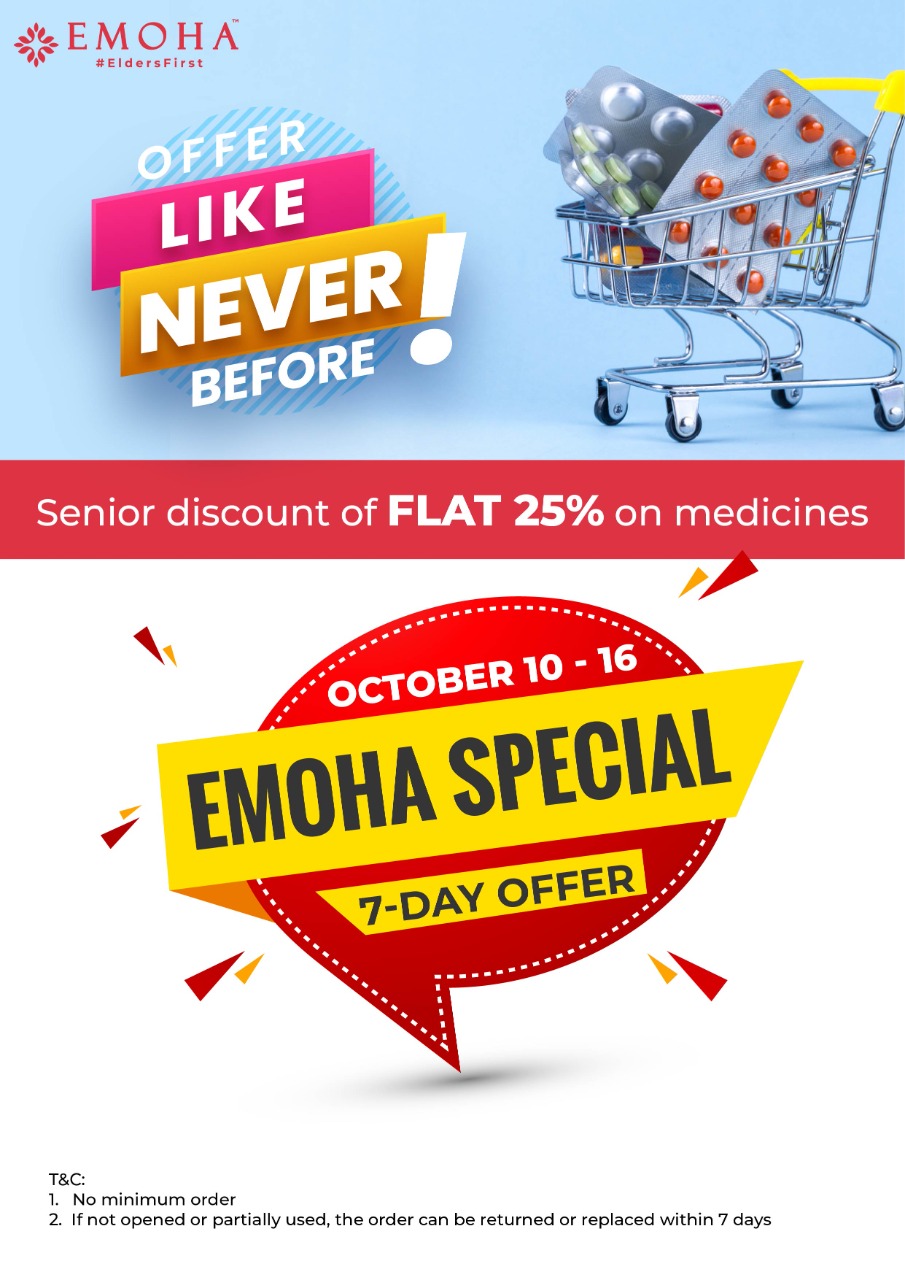 EMOHA™
#EldersFirst
OFFER
LIKE
NEVER!
BEFORE
Senior discount of FLAT 25% on medicines
OCTOBER 10 - 16
EMOHA SPECIAL
7-DAY OFFER
T&C:
1. No minimum order
2. If not opened or partially used, the order can be returned or replaced within 7 days